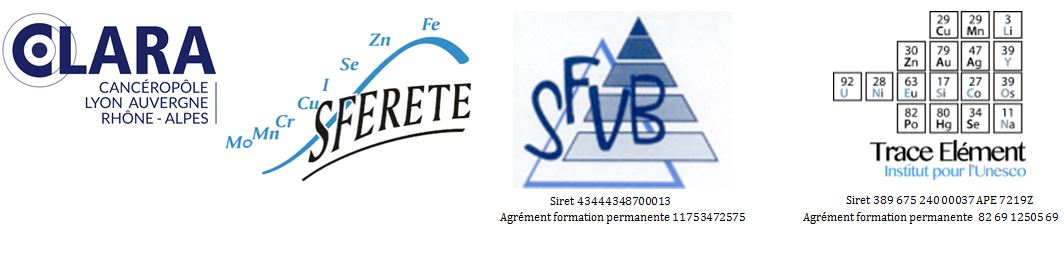 CLARA
CANCÉROPÔLE
LYON AUVERGNE
RHÔNE-ALPES
Mo Mn Cr Cu I Se Zn Fe
SFERETE
SFVB
Siret 43444348700013
Agrément formation permanente 11753472575
29 29 3
Cu Mn Li
30 79 47 39
Zn Au Ag Y
92 28 63 17 27 39
U Ni Eu Si Co Os
82 80 34 11
Po Hg Se Na
Trace Elément
Institut pour l'Unesco
Siret 389 675 240 00037 APE 7219Z
Agrément formation permanente 82 69 12505 69